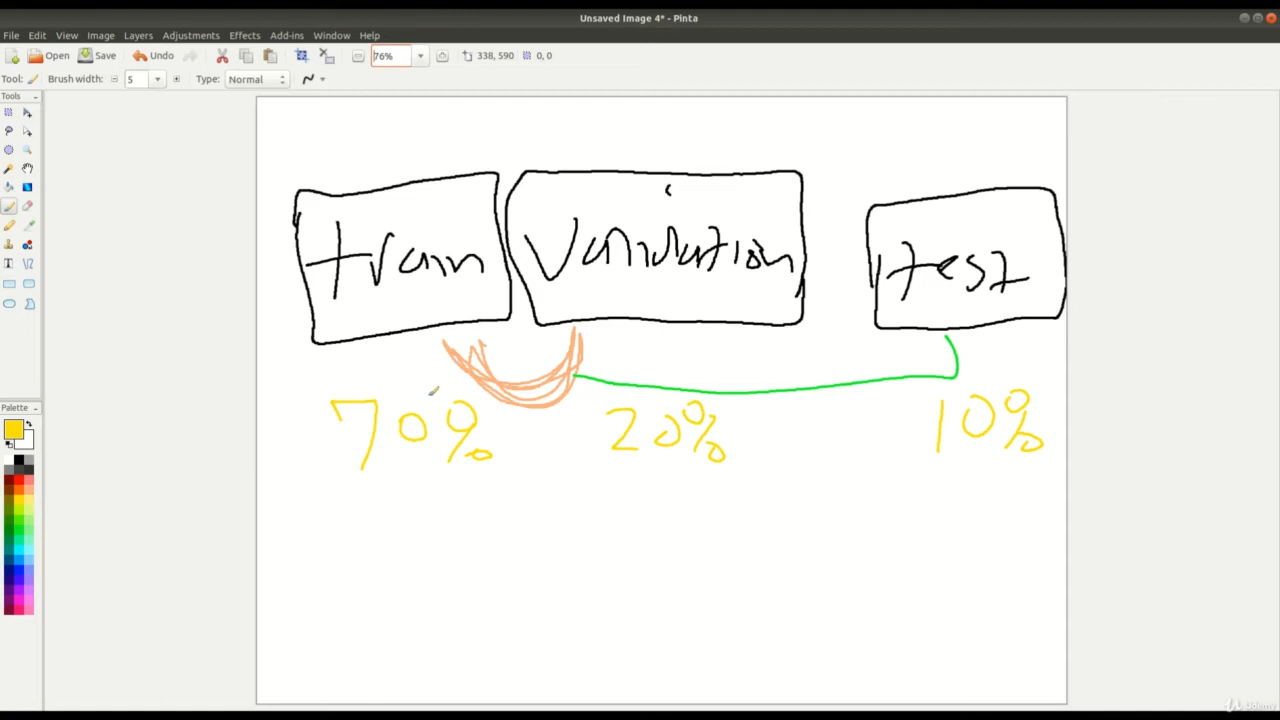 Unsaved Image 4* - Pinta
File Edit View Image Layers Adjustments Effects Add-ins Window Help
Open Save Undo 76% 338, 590 0, 0
Tool: Brush width: 5 Type: Normal
Tools
train validation test
70% 20% 10%
Palette
Udemy